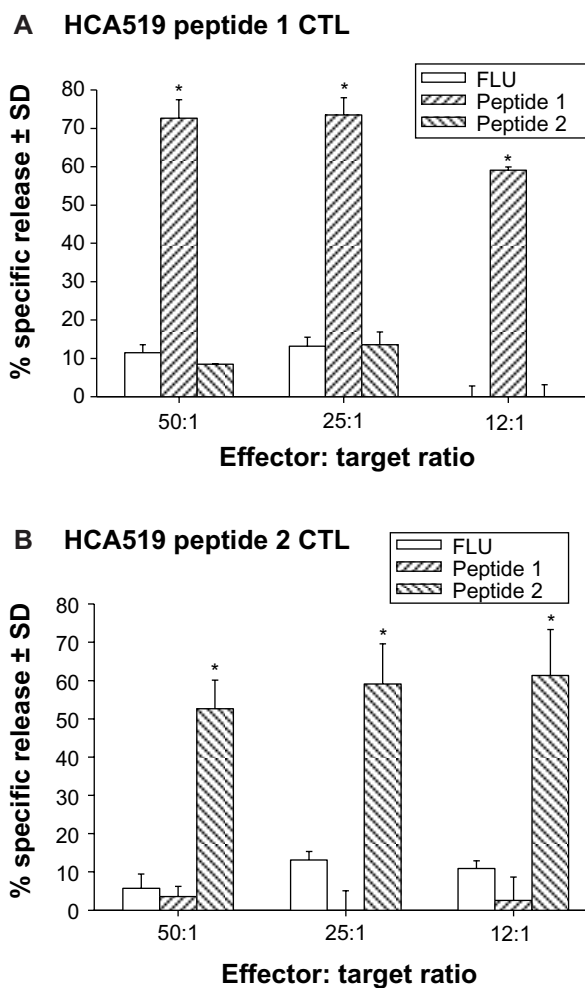 A HCA519 peptide 1 CTL
FLU
Peptide 1
Peptide 2
% specific release ± SD
80
70
60
50
40
30
20
10
0
*
*
*
50:1
25:1
12:1
Effector: target ratio
B HCA519 peptide 2 CTL
FLU
Peptide 1
Peptide 2
% specific release ± SD
80
70
60
50
40
30
20
10
0
*
*
*
50:1
25:1
12:1
Effector: target ratio